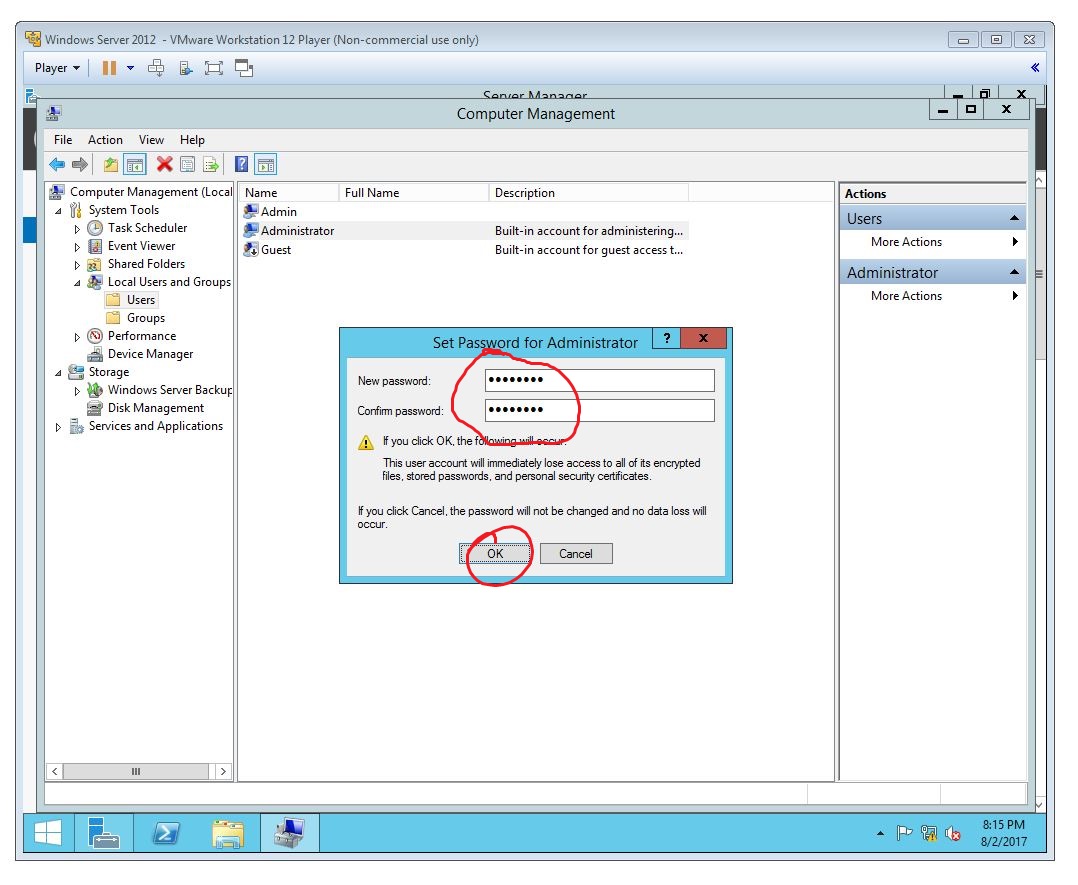 Windows Server 2012 - VMware Workstation 12 Player (Non-commercial use only)
Player
Server Manager
Computer Management
File Action View Help
Computer Management (Local
System Tools
Task Scheduler
Event Viewer
Shared Folders
Local Users and Groups
Users
Groups
Performance
Device Manager
Storage
Windows Server Backup
Disk Management
Services and Applications
Name Full Name Description
Admin
Administrator Built-in account for administering...
Guest Built-in account for guest access t...
Actions
Users
More Actions
Administrator
More Actions
Set Password for Administrator
New password: ••••••••
Confirm password: ••••••••
If you click OK, the following will occur:
This user account will immediately lose access to all of its encrypted
files, stored passwords, and personal security certificates.
If you click Cancel, the password will not be changed and no data loss will
occur.
OK Cancel
8:15 PM
8/2/2017